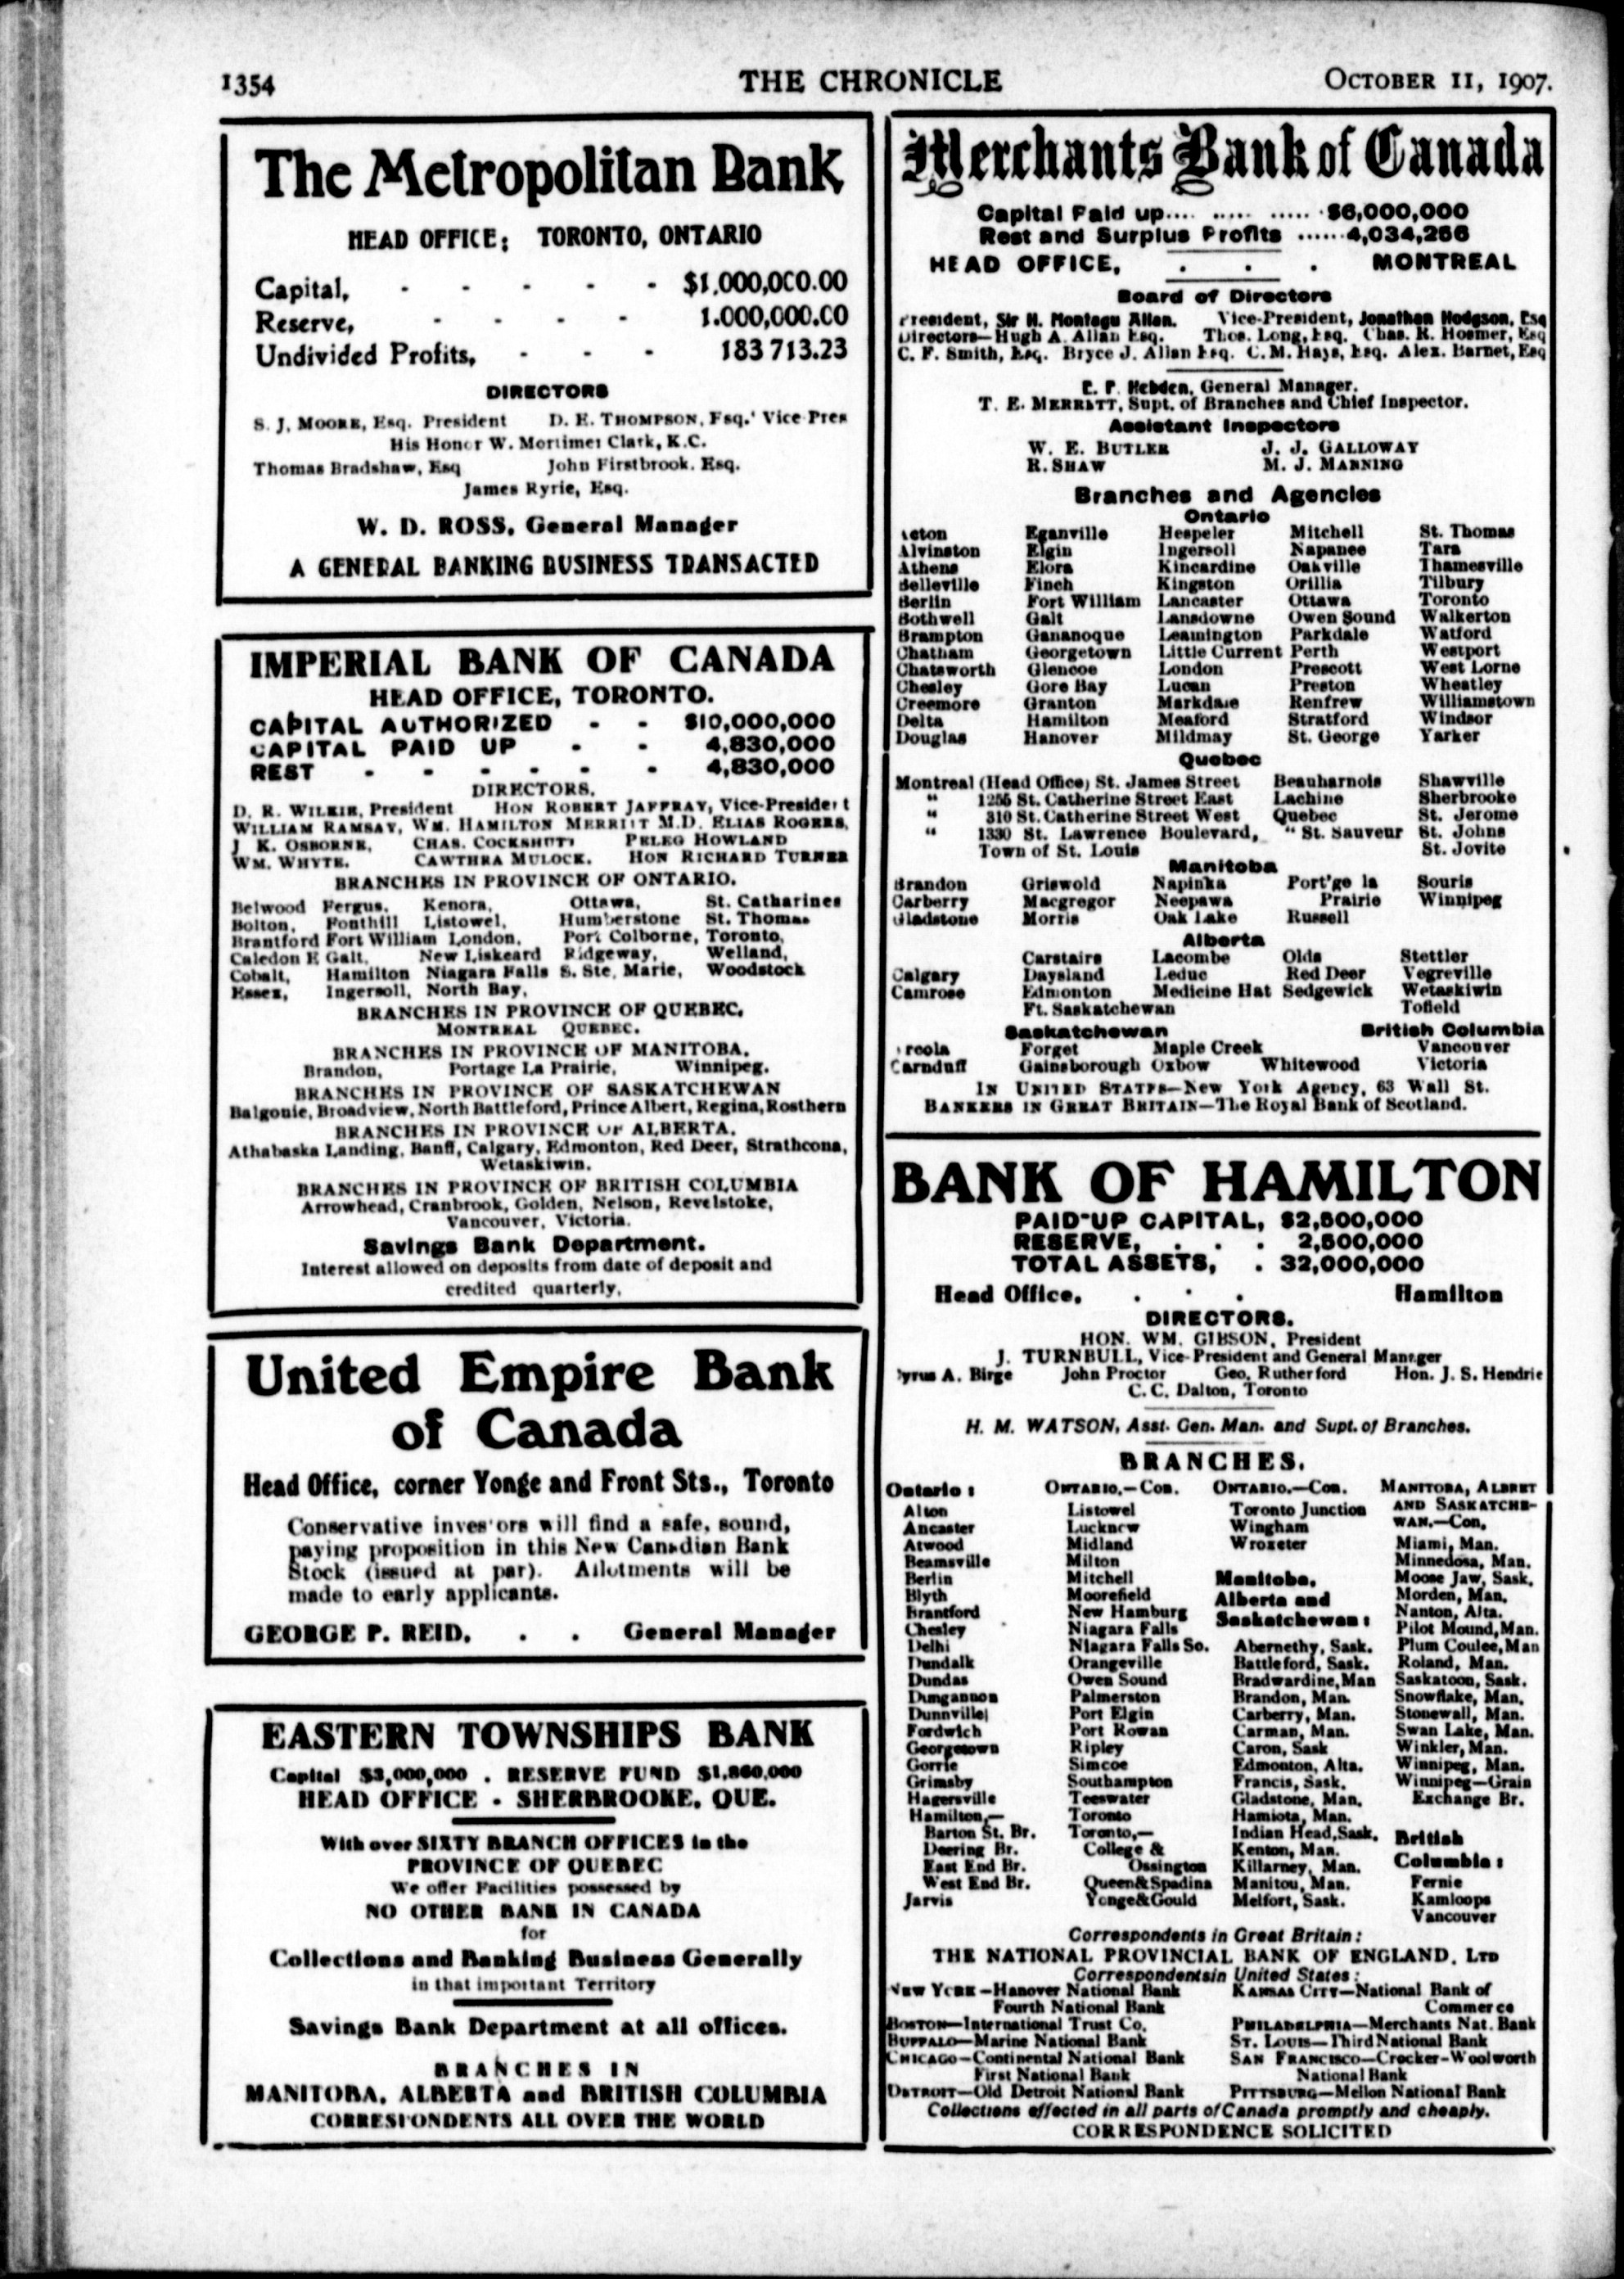 1354
THE CHRONICLE
OCTOBER 11, 1907.
The Metropolitan Bank
HEAD OFFICE: TORONTO, ONTARIO
Capital, - - - - - $1,000,000.00
Reserve, - - - - 1.000,000.00
Undivided Profits, - - - 183 713.23
DIRECTORS
S. J. MOORE, Esq. President D. E. THOMPSON, Esq. Vice Pres
His Honor W. Mortimer Clark, K.C.
Thomas Bradshaw, Esq John Firstbrook. Esq.
James Ryrie, Esq.
W. D. ROSS, General Manager
A GENERAL BANKING BUSINESS TRANSACTED
IMPERIAL BANK OF CANADA
HEAD OFFICE, TORONTO.
CAPITAL AUTHORIZED - - $10,000,000
CAPITAL PAID UP - - 4,830,000
REST - - - - - - 4,830,000
DIRECTORS.
D. R. WILKIE, President HON ROBERT JAFFRAY, Vice-President
WILLIAM RAMSAY, WM. HAMILTON MERRITT M.D. ELIAS ROGERS,
J K. OSBORNE, CHAS. COCKSHUTT PELEG HOWLAND
WM. WHYTE. CAWTHRA MULOCK. HON RICHARD TURNER
BRANCHES IN PROVINCE OF ONTARIO.
Belwood Fergus, Kenora, Ottawa, St. Catharines
Bolton, Fonthill Listowel, Humberstone St. Thomas
Brantford Fort William London, Port Colborne, Toronto,
Caledon E Galt, New Liskeard Ridgeway, Welland,
Cobalt, Hamilton Niagara Falls S. Ste. Marie, Woodstock
Essex, Ingersoll, North Bay,
BRANCHES IN PROVINCE OF QUEBEC.
MONTREAL QUEBEC.
BRANCHES IN PROVINCE OF MANITOBA.
Brandon, Portage La Prairie, Winnipeg.
BRANCHES IN PROVINCE OF SASKATCHEWAN
Balgonie, Broadview, North Battleford, Prince Albert, Regina, Rosthern
BRANCHES IN PROVINCE OF ALBERTA.
Athabaska Landing, Banff, Calgary, Edmonton, Red Deer, Strathcona,
Wetaskiwin.
BRANCHES IN PROVINCE OF BRITISH COLUMBIA
Arrowhead, Cranbrook, Golden, Nelson, Revelstoke,
Vancouver, Victoria.
Savings Bank Department.
Interest allowed on deposits from date of deposit and
credited quarterly.
United Empire Bank
of Canada
Head Office, corner Yonge and Front Sts., Toronto
Conservative investors will find a safe, sound,
paying proposition in this New Canadian Bank
Stock (issued at par). Allotments will be
made to early applicants.
GEORGE P. REID, . . General Manager
EASTERN TOWNSHIPS BANK
Capital $3,000,000 . RESERVE FUND $1,860,000
HEAD OFFICE - SHERBROOKE, QUE.
With over SIXTY BRANCH OFFICES in the
PROVINCE OF QUEBEC
We offer Facilities possessed by
NO OTHER BANK IN CANADA
for
Collections and Banking Business Generally
in that important Territory
Savings Bank Department at all offices.
BRANCHES IN
MANITOBA, ALBERTA and BRITISH COLUMBIA
CORRESPONDENTS ALL OVER THE WORLD
Merchants Bank of Canada
Capital Paid up.... ..... ..... $6,000,000
Rest and Surplus Profits ...... 4,034,256
HEAD OFFICE, . . . MONTREAL
Board of Directors
President, Sir H. Montagu Allan. Vice-President, Jonathan Hodgson, Esq
Directors—Hugh A. Allan Esq. Thos. Long, Esq. Chas. R. Hosmer, Esq
C. F. Smith, Esq. Bryce J. Allan Esq. C. M. Hays, Esq. Alex. Barnet, Esq
E. F. Hebden, General Manager.
T. E. MERRETT, Supt. of Branches and Chief Inspector.
Assistant Inspectors
W. E. BUTLER J. J. GALLOWAY
R. SHAW M. J. MANNING
Branches and Agencies
Ontario
Acton Eganville Hespeler Mitchell St. Thomas
Alvinston Elgin Ingersoll Napanee Tara
Athens Elora Kincardine Oakville Thamesville
Belleville Finch Kingston Orillia Tilbury
Berlin Fort William Lancaster Ottawa Toronto
Bothwell Galt Lansdowne Owen Sound Walkerton
Brampton Gananoque Leamington Parkdale Watford
Chatham Georgetown Little Current Perth Westport
Chatsworth Glencoe London Prescott West Lorne
Chesley Gore Bay Lucan Preston Wheatley
Creemore Granton Markdale Renfrew Williamstown
Delta Hamilton Meaford Stratford Windsor
Douglas Hanover Mildmay St. George Yarker
Quebec
Montreal (Head Office) St. James Street Beauharnois Shawville
" 1255 St. Catherine Street East Lachine Sherbrooke
" 310 St. Catherine Street West Quebec St. Jerome
" 1330 St. Lawrence Boulevard, " St. Sauveur St. Johns
Town of St. Louis St. Jovite
Manitoba
Brandon Griswold Napinka Port'ge la Souris
Carberry Macgregor Neepawa Prairie Winnipeg
Gladstone Morris Oak Lake Russell
Alberta
Carstairs Lacombe Olds Stettler
Calgary Daysland Leduc Red Deer Vegreville
Camrose Edmonton Medicine Hat Sedgewick Wetaskiwin
Ft. Saskatchewan Tofield
Saskatchewan British Columbia
Arcola Forget Maple Creek Vancouver
Carnduff Gainsborough Oxbow Whitewood Victoria
IN UNITED STATES—New York Agency, 63 Wall St.
BANKERS IN GREAT BRITAIN—The Royal Bank of Scotland.
BANK OF HAMILTON
PAID-UP CAPITAL, $2,500,000
RESERVE, . . . 2,500,000
TOTAL ASSETS, . 32,000,000
Head Office, . . . Hamilton
DIRECTORS.
HON. WM. GIBSON, President
J. TURNBULL, Vice-President and General Manager
Cyrus A. Birge John Proctor Geo. Rutherford Hon. J. S. Hendrie
C. C. Dalton, Toronto
H. M. WATSON, Asst. Gen. Man. and Supt. of Branches.
BRANCHES.
Ontario:
Alton
Ancaster
Atwood
Beamsville
Berlin
Blyth
Brantford
Chesley
Delhi
Dundalk
Dundas
Dungannon
Dunnville
Fordwich
Georgetown
Gorrie
Grimsby
Hagersville
Hamilton,—
Barton St. Br.
Deering Br.
East End Br.
West End Br.
Jarvis
ONTARIO.—CON.
Listowel
Lucknow
Midland
Milton
Mitchell
Moorefield
New Hamburg
Niagara Falls
Niagara Falls So.
Orangeville
Owen Sound
Palmerston
Port Elgin
Port Rowan
Ripley
Simcoe
Southampton
Teeswater
Toronto
Toronto,—
College &
Ossington
Queen&Spadina
Yonge&Gould
ONTARIO.—CON.
Toronto Junction
Wingham
Wroxeter
Manitoba,
Alberta and
Saskatchewan:
Abernethy, Sask.
Battleford, Sask.
Bradwardine, Man
Brandon, Man.
Carberry, Man.
Carman, Man.
Caron, Sask
Edmonton, Alta.
Francis, Sask.
Gladstone, Man.
Hamiota, Man.
Indian Head, Sask.
Kenton, Man.
Killarney, Man.
Manitou, Man.
Melfort, Sask.
MANITOBA, ALBERT
AND SASKATCHE-
WAN.—Con.
Miami, Man.
Minnedosa, Man.
Moose Jaw, Sask.
Morden, Man.
Nanton, Alta.
Pilot Mound, Man.
Plum Coulee, Man
Roland, Man.
Saskatoon, Sask.
Snowflake, Man.
Stonewall, Man.
Swan Lake, Man.
Winkler, Man.
Winnipeg, Man.
Winnipeg—Grain
Exchange Br.
British
Columbia:
Fernie
Kamloops
Vancouver
Correspondents in Great Britain:
THE NATIONAL PROVINCIAL BANK OF ENGLAND, LTD
Correspondents in United States:
NEW YORK—Hanover National Bank KANSAS CITY—National Bank of
Fourth National Bank Commerce
BOSTON—International Trust Co. PHILADELPHIA—Merchants Nat. Bank
BUFFALO—Marine National Bank ST. LOUIS—Third National Bank
CHICAGO—Continental National Bank SAN FRANCISCO—Crocker-Woolworth
First National Bank National Bank
DETROIT—Old Detroit National Bank PITTSBURG—Mellon National Bank
Collections effected in all parts of Canada promptly and cheaply.
CORRESPONDENCE SOLICITED